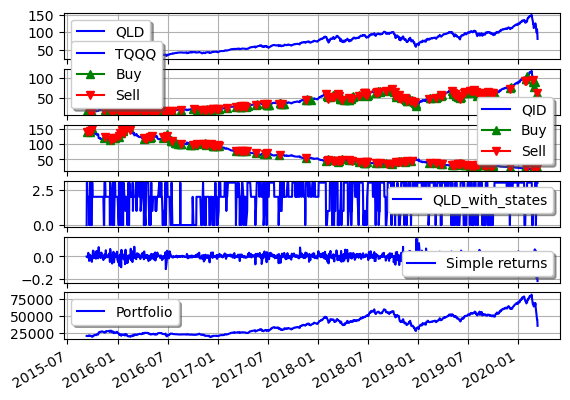 150
100
50
QLD
100
50
TQQQ
Buy
Sell
150
100
50
QID
Buy
Sell
2.5
0.0
QLD_with_states
0.0
−0.2
Simple returns
75000
50000
25000
Portfolio
2015-07
2016-01
2016-07
2017-01
2017-07
2018-01
2018-07
2019-01
2019-07
2020-01